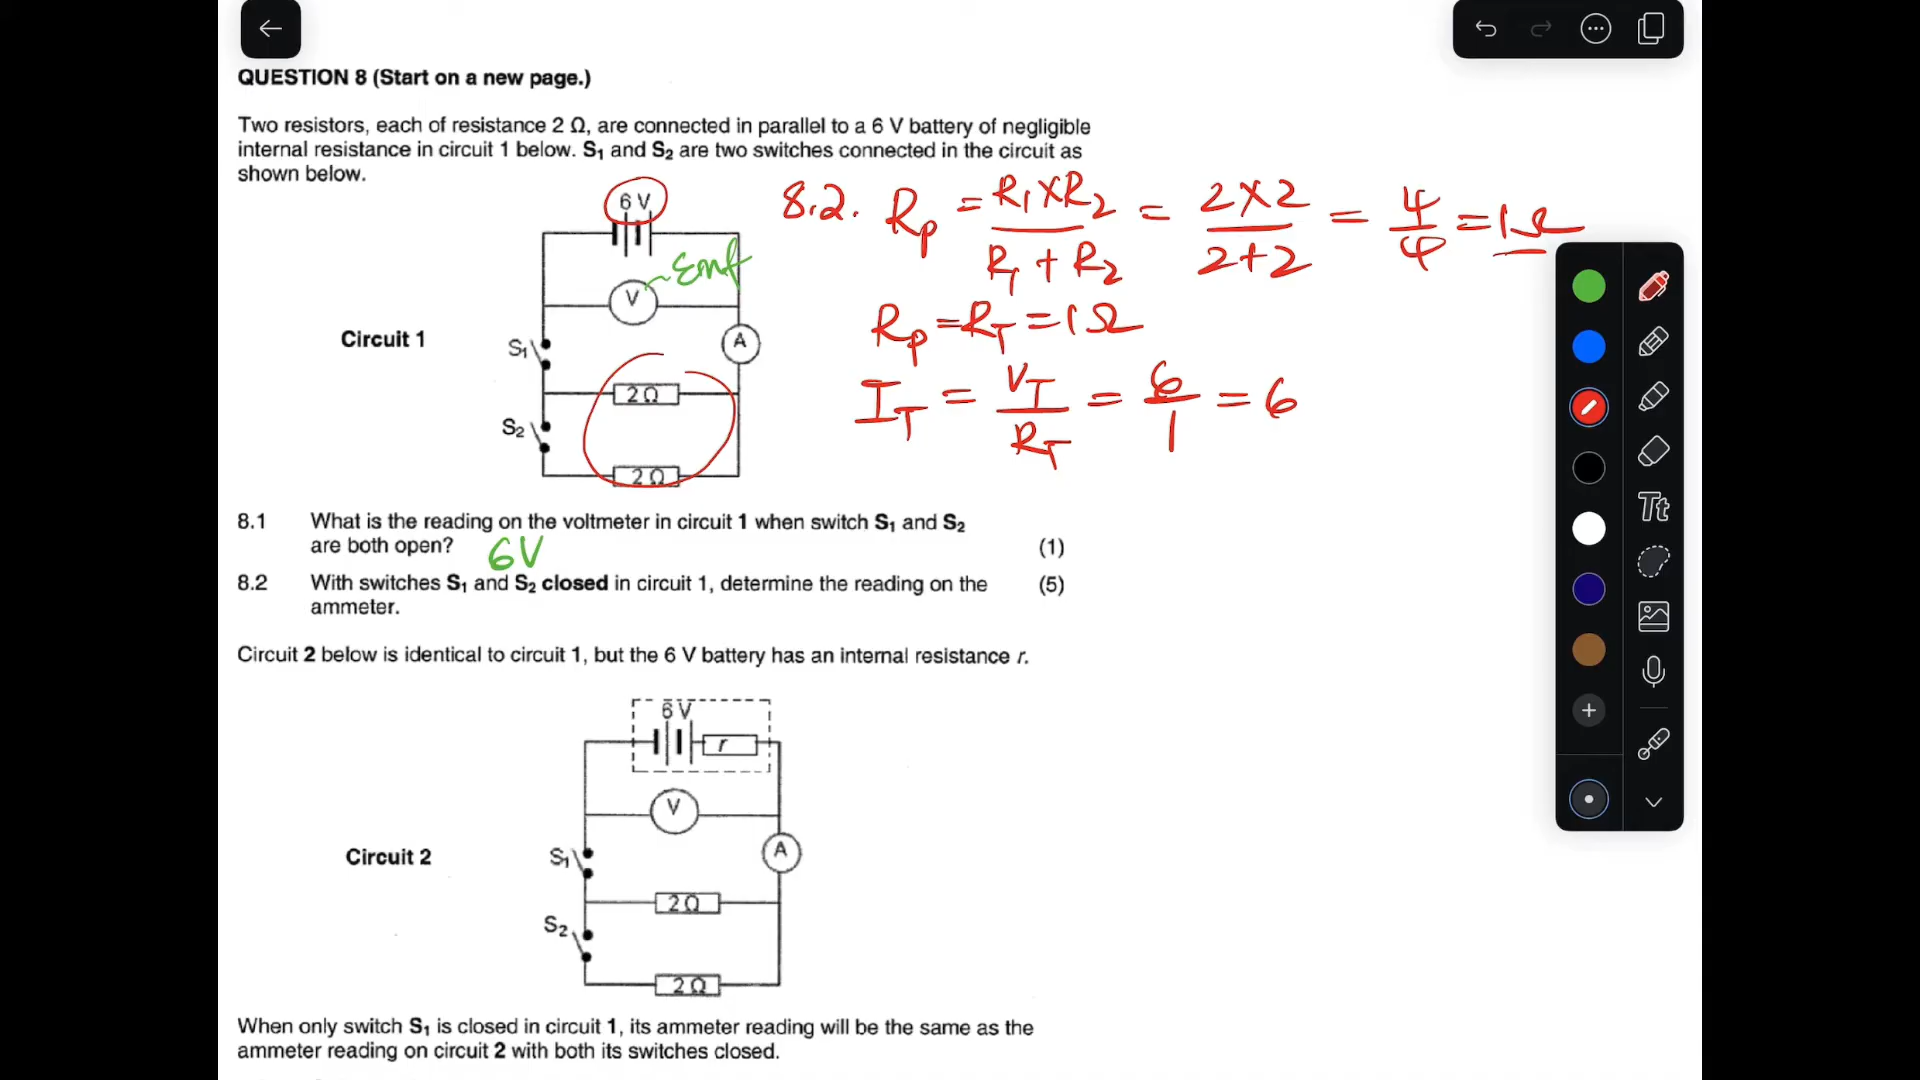 QUESTION 8 (Start on a new page.)
Two resistors, each of resistance 2 Ω, are connected in parallel to a 6 V battery of negligible
internal resistance in circuit 1 below. S₁ and S₂ are two switches connected in the circuit as
shown below.
6 V
Emf
V
Circuit 1
S₁
A
2 Ω
S₂
2 Ω
8.2. Rp = R₁ X R₂ / R₁ + R₂ = 2 X 2 / 2 + 2 = 4/4 = 1Ω
Rp = RT = 1Ω
IT = VT / RT = 6/1 = 6
8.1 What is the reading on the voltmeter in circuit 1 when switch S₁ and S₂
are both open? 6V (1)
8.2 With switches S₁ and S₂ closed in circuit 1, determine the reading on the (5)
ammeter.
Circuit 2 below is identical to circuit 1, but the 6 V battery has an internal resistance r.
6 V
r
V
Circuit 2
S₁
A
2 Ω
S₂
2 Ω
When only switch S₁ is closed in circuit 1, its ammeter reading will be the same as the
ammeter reading on circuit 2 with both its switches closed.
Tt